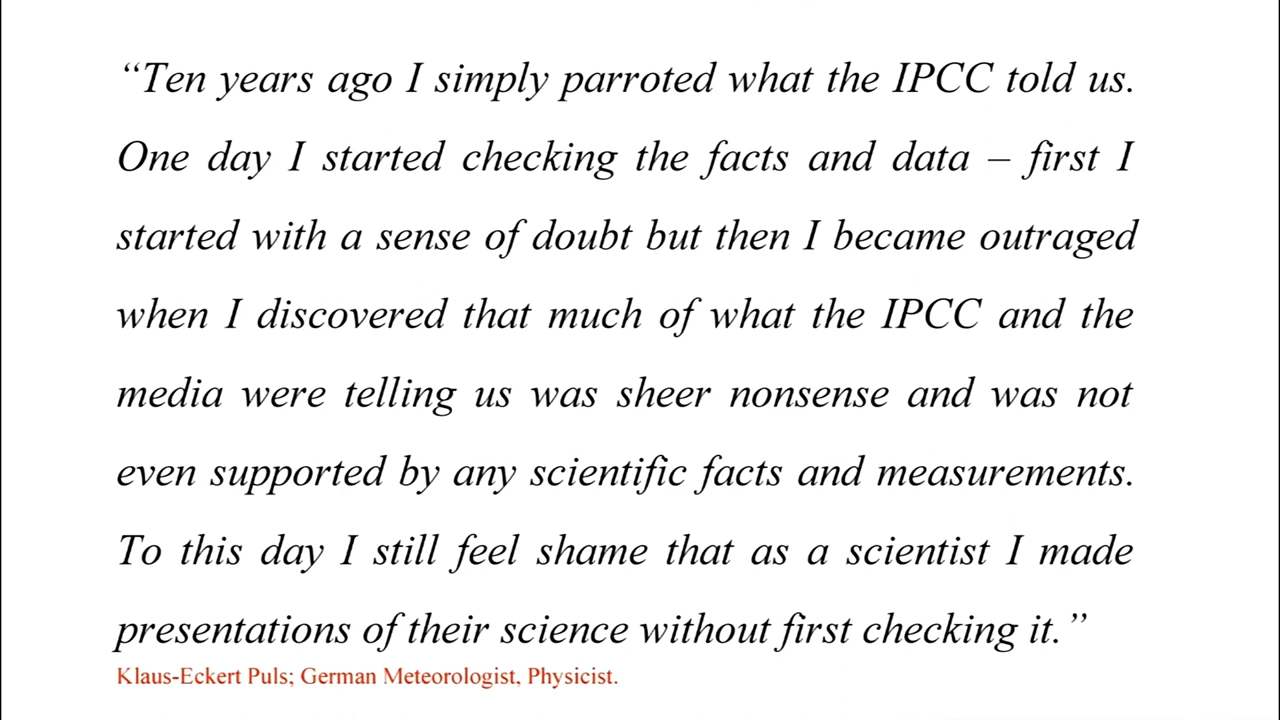 “Ten years ago I simply parroted what the IPCC told us.
One day I started checking the facts and data – first I
started with a sense of doubt but then I became outraged
when I discovered that much of what the IPCC and the
media were telling us was sheer nonsense and was not
even supported by any scientific facts and measurements.
To this day I still feel shame that as a scientist I made
presentations of their science without first checking it.”
Klaus-Eckert Puls; German Meteorologist, Physicist.